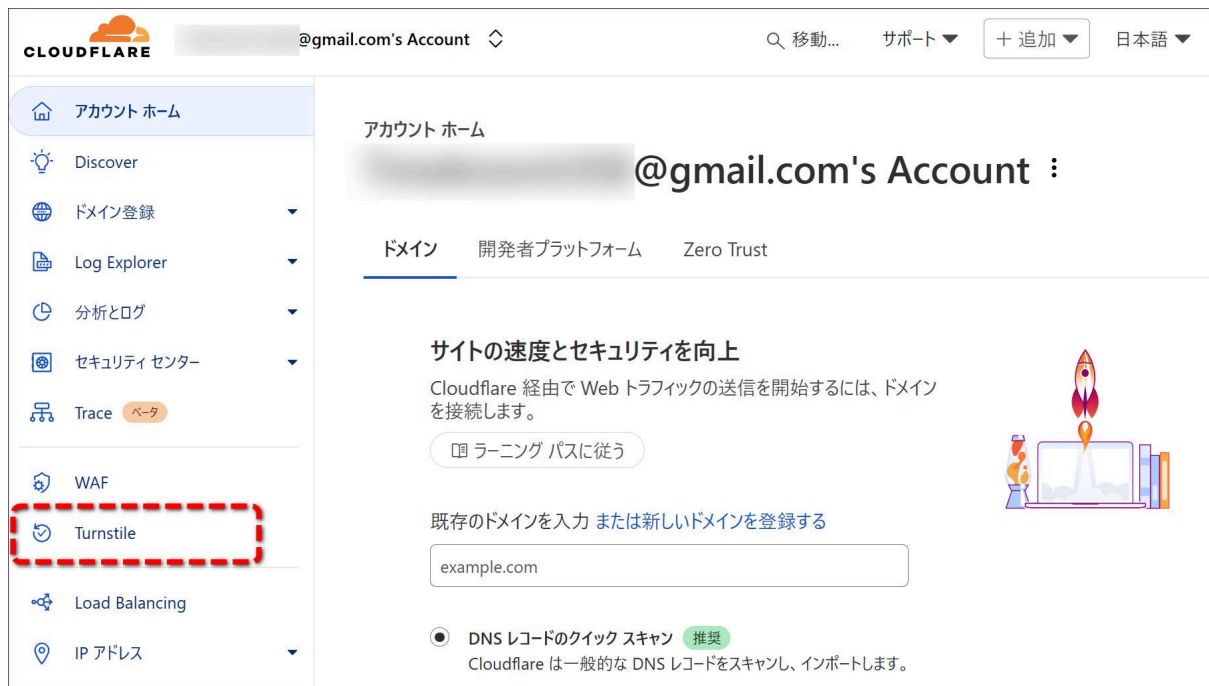 CLOUDFLARE
@gmail.com's Account
移動...
サポート
+ 追加
日本語
アカウント ホーム
Discover
ドメイン登録
Log Explorer
分析とログ
セキュリティ センター
Trace ベータ
WAF
Turnstile
Load Balancing
IP アドレス
アカウント ホーム
@gmail.com's Account
ドメイン
開発者プラットフォーム
Zero Trust
サイトの速度とセキュリティを向上
Cloudflare 経由で Web トラフィックの送信を開始するには、ドメイン
を接続します。
ラーニング パスに従う
既存のドメインを入力 または新しいドメインを登録する
example.com
DNS レコードのクイック スキャン 推奨
Cloudflare は一般的な DNS レコードをスキャンし、インポートします。